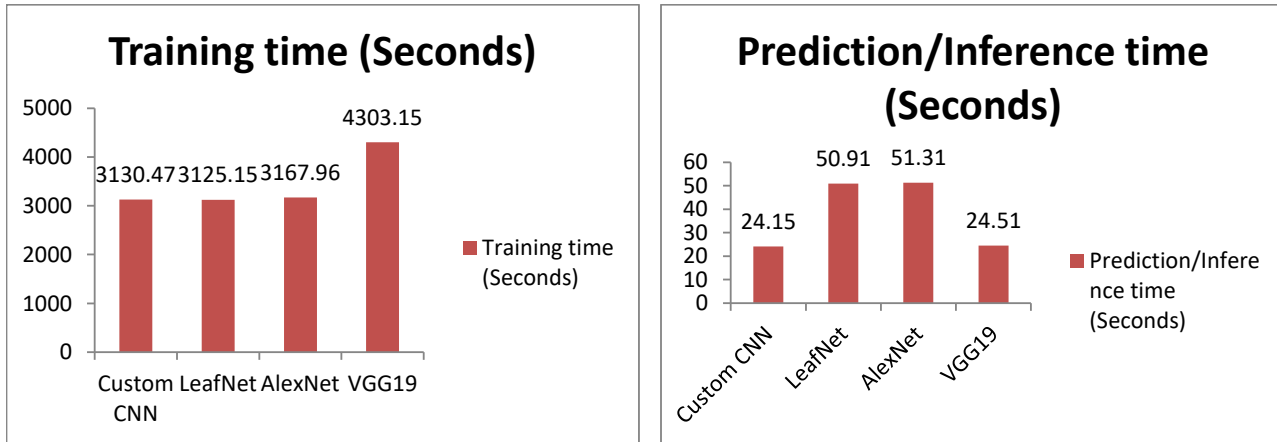 Training time (Seconds)
5000
4000
3000
2000
1000
0
3130.47
3125.15
3167.96
4303.15
Custom CNN
LeafNet
AlexNet
VGG19
Training time
(Seconds)
Prediction/Inference time
(Seconds)
60
50
40
30
20
10
0
24.15
50.91
51.31
24.51
Custom CNN
LeafNet
AlexNet
VGG19
Prediction/Infere
nce time
(Seconds)